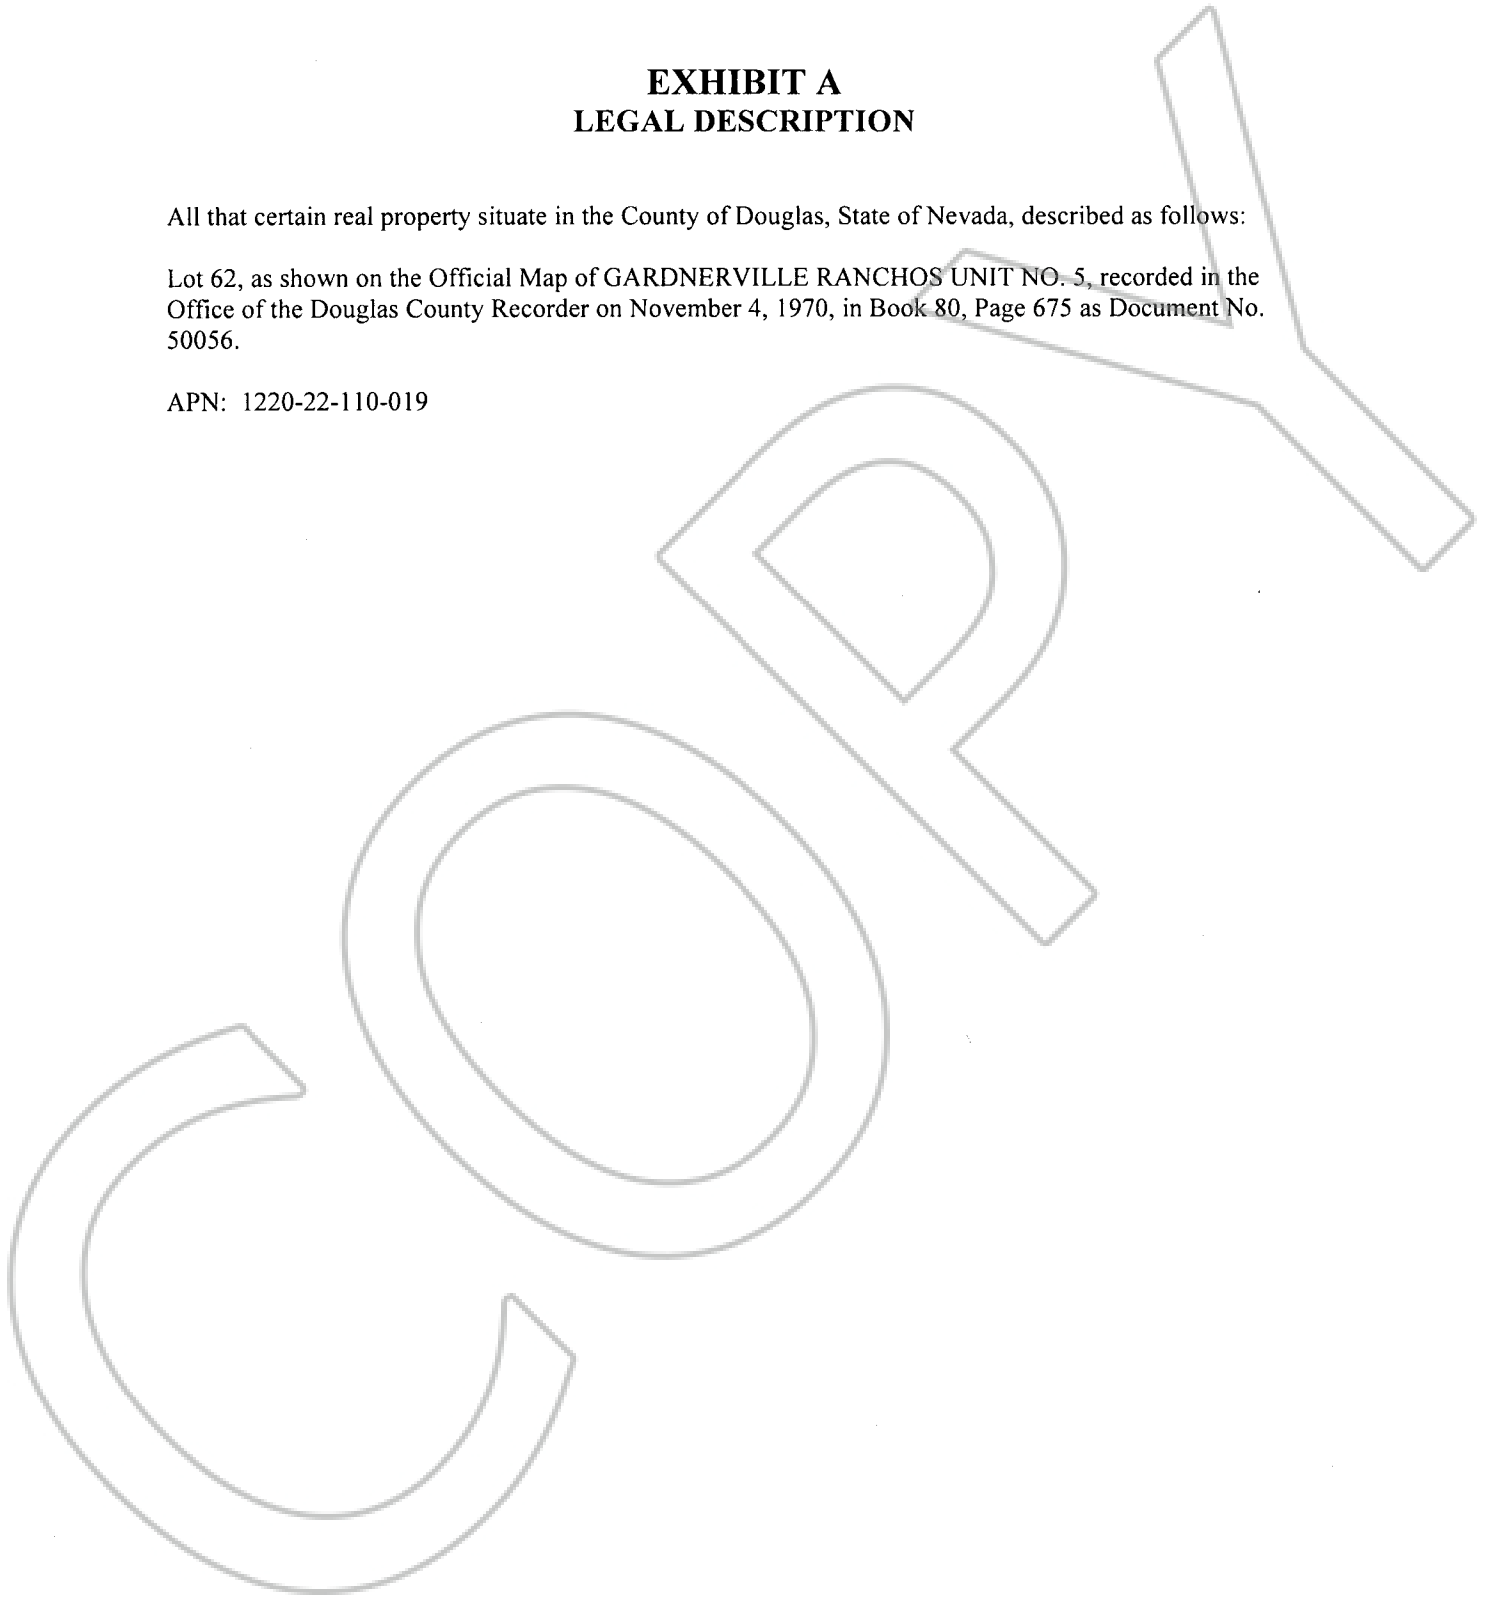 EXHIBIT A
LEGAL DESCRIPTION
All that certain real property situate in the County of Douglas, State of Nevada, described as follows:
Lot 62, as shown on the Official Map of GARDNERVILLE RANCHOS UNIT NO. 5, recorded in the
Office of the Douglas County Recorder on November 4, 1970, in Book 80, Page 675 as Document No.
50056.
APN: 1220-22-110-019
COPY